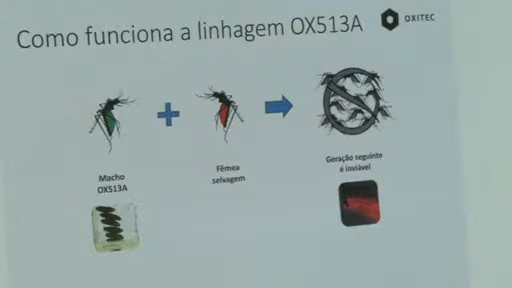 Como funciona a linhagem OX513A
OXITEC
Macho
OX513A
Fêmea
selvagem
Geração seguinte
é inviável